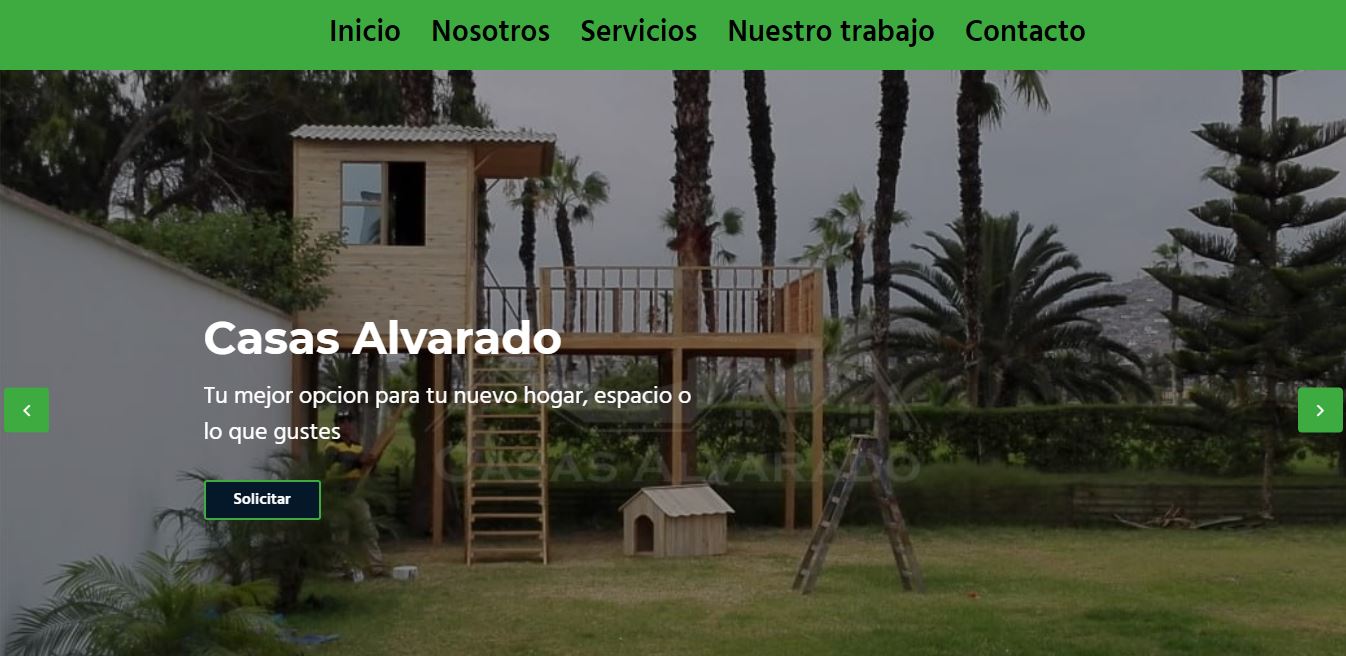 Inicio Nosotros Servicios Nuestro trabajo Contacto
Casas Alvarado
Tu mejor opcion para tu nuevo hogar, espacio o
lo que gustes
CASAS ALVARADO
Solicitar